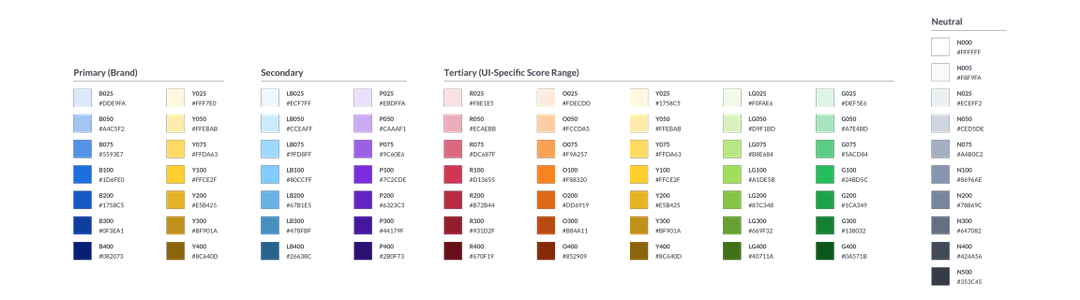 Neutral
N000
#FFFFFF
N005
#F8F9FA
N025
#ECEFF2
N050
#CED5DE
N075
#A4B0C2
N100
#8696AE
N200
#78869C
N300
#647082
N400
#424A56
N500
#353C45
Primary (Brand)
B025
#DDE9FA
B050
#A4C5F2
B075
#5593E7
B100
#1D6FE0
B200
#1758C5
B300
#0F3EA1
B400
#082073
Y025
#FFF7E0
Y050
#FFEBAB
Y075
#FFDA63
Y100
#FFCE2F
Y200
#E5B425
Y300
#BF901A
Y400
#8C640D
Secondary
LB025
#ECF7FF
LB050
#CCEAFF
LB075
#9FD8FF
LB100
#80CCFF
LB200
#67B1E5
LB300
#478FBF
LB400
#26638C
P025
#EBDFFA
P050
#CAAAF1
P075
#9C60E6
P100
#7C2CDE
P200
#6323C3
P300
#44179F
P400
#2B0F73
Tertiary (UI-Specific Score Range)
R025
#F8E1E5
R050
#ECAEBB
R075
#DC687F
R100
#D13655
R200
#B72B44
R300
#931D2F
R400
#670F19
O025
#FDECDD
O050
#FCCDA5
O075
#F9A257
O100
#F88320
O200
#DD6919
O300
#B84A11
O400
#852909
Y025
#1758C5
Y050
#FFEBAB
Y075
#FFDA63
Y100
#FFCE2F
Y200
#E5B425
Y300
#BF901A
Y400
#8C640D
LG025
#F0FAE6
LG050
#D9F1BD
LG075
#B8E684
LG100
#A1DE5B
LG200
#87C348
LG300
#669F32
LG400
#40711A
G025
#DEF5E6
G050
#A7E4BD
G075
#5ACD84
G100
#24BD5C
G200
#1CA349
G300
#138032
G400
#0A571B